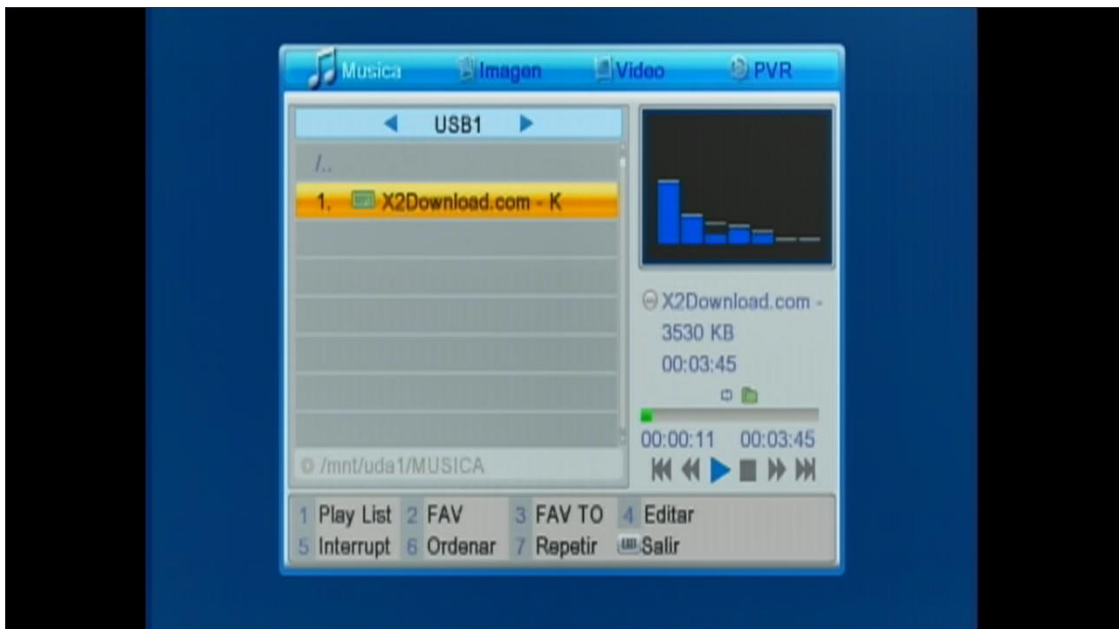 Musica Imagen Video PVR
USB1
/..
1. X2Download.com - K
X2Download.com -
3530 KB
00:03:45
00:00:11 00:03:45
/mnt/uda1/MUSICA
1 Play List 2 FAV 3 FAV TO 4 Editar
5 Interrupt 6 Ordenar 7 Repetir Salir